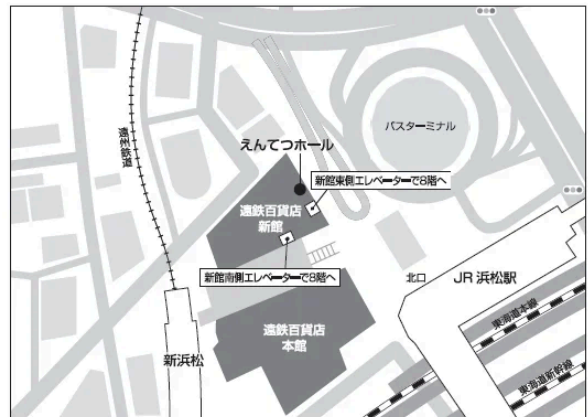 バスターミナル
遠州鉄道
えんてつホール
新館東側エレベーターで8階へ
遠鉄百貨店
新館
新館南側エレベーターで8階へ
北口
JR 浜松駅
東海道本線
遠鉄百貨店
本館
新浜松
東海道新幹線